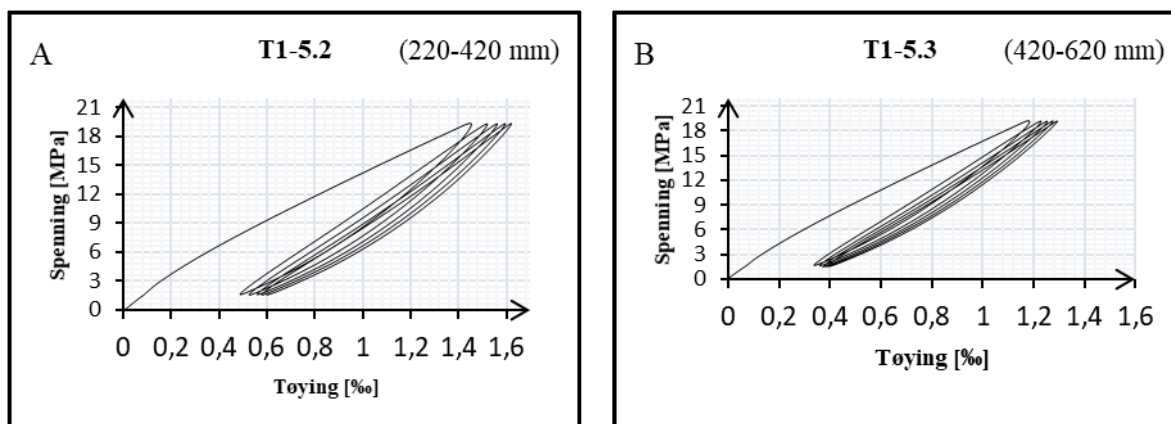 A T1-5.2 (220-420 mm)
Spenning [MPa]
21
18
15
12
9
6
3
0
0 0,2 0,4 0,6 0,8 1 1,2 1,4 1,6
Tøying [‰]
B T1-5.3 (420-620 mm)
Spenning [MPa]
21
18
15
12
9
6
3
0
0 0,2 0,4 0,6 0,8 1 1,2 1,4 1,6
Tøying [‰]